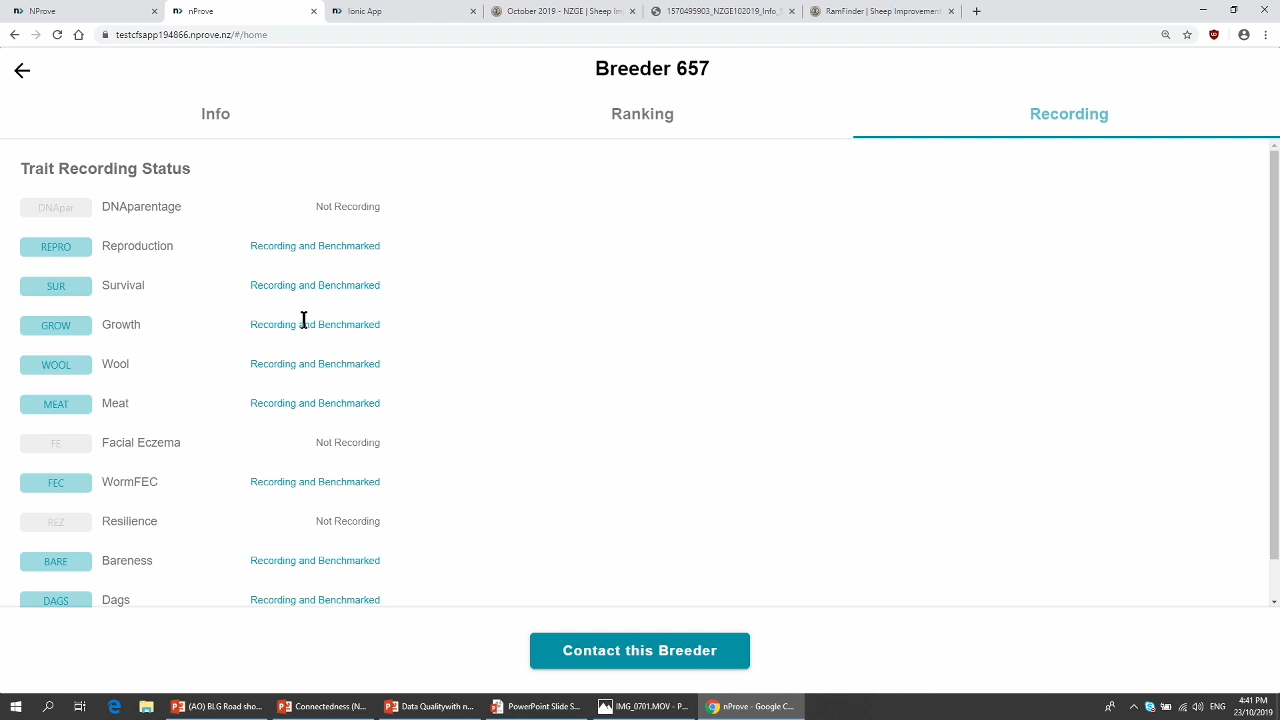 nProve
nProve
Ionic App
October 2019 - NZGE | Sheep Im
1570495903_NZGE102019_Info_S
RamFinder | Sheep Improvement
testcfsapp194866.nprove.nz/#/home
Breeder 657
Info
Ranking
Recording
Trait Recording Status
DNApar DNAparentage Not Recording
REPRO Reproduction Recording and Benchmarked
SUR Survival Recording and Benchmarked
GROW Growth Recording and Benchmarked
WOOL Wool Recording and Benchmarked
MEAT Meat Recording and Benchmarked
FE Facial Eczema Not Recording
FEC WormFEC Recording and Benchmarked
REZ Resilience Not Recording
BARE Bareness Recording and Benchmarked
DAGS Dags Recording and Benchmarked
Contact this Breeder
(AO) BLG Road sho...
Connectedness (N...
Data Quality with n...
PowerPoint Slide S...
IMG_0701.MOV - P...
nProve - Google C...
ENG
4:41 PM
23/10/2019